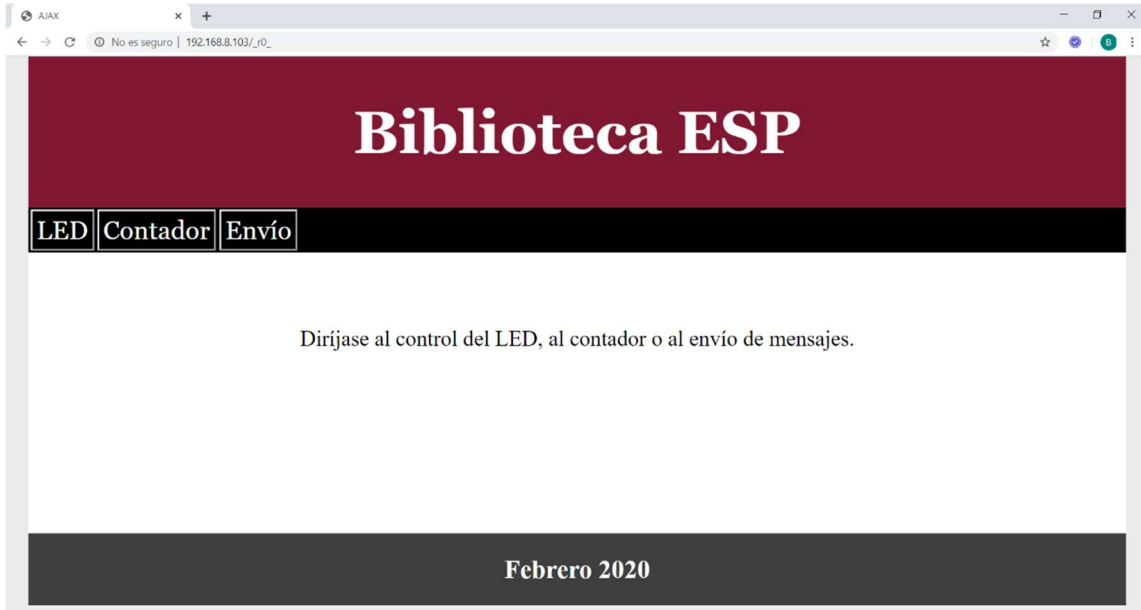 AJAX
No es seguro | 192.168.8.103/_r0_
B
Biblioteca ESP
LED Contador Envío
Diríjase al control del LED, al contador o al envío de mensajes.
Febrero 2020